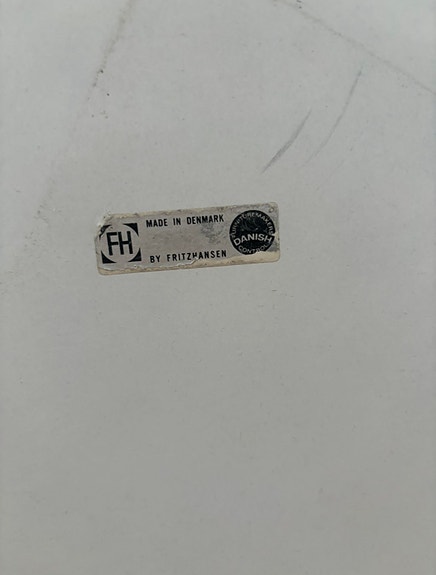 FH
MADE IN DENMARK
BY FRITZHANSEN
FURNITUREMAKERS
DANISH
CONTROL